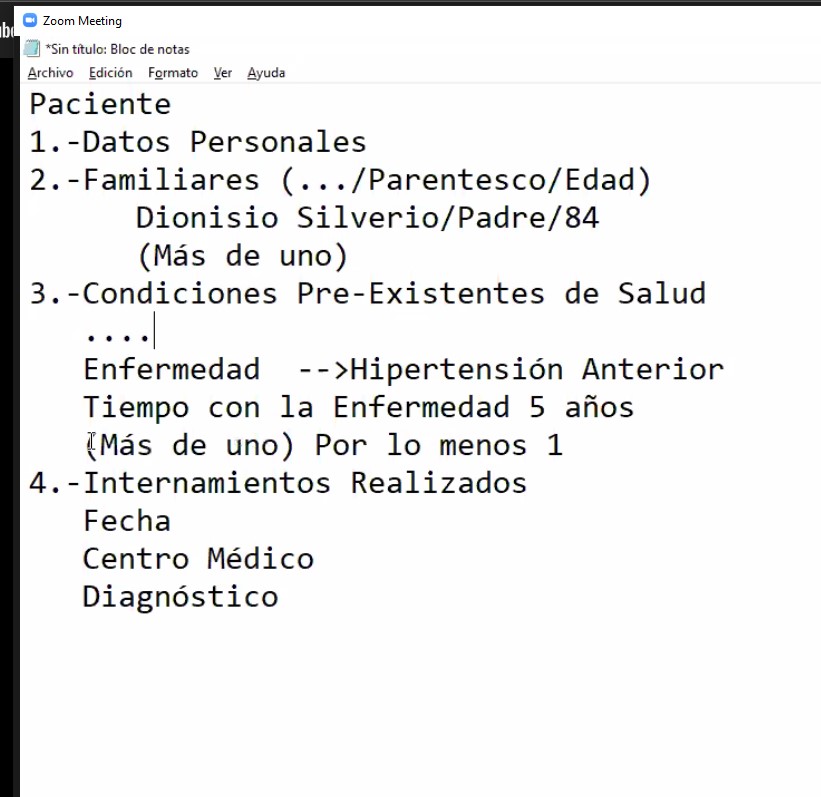 Zoom Meeting
*Sin título: Bloc de notas
Archivo Edición Formato Ver Ayuda
Paciente
1.-Datos Personales
2.-Familiares (.../Parentesco/Edad)
Dionisio Silverio/Padre/84
(Más de uno)
3.-Condiciones Pre-Existentes de Salud
....
Enfermedad -->Hipertensión Anterior
Tiempo con la Enfermedad 5 años
(Más de uno) Por lo menos 1
4.-Internamientos Realizados
Fecha
Centro Médico
Diagnóstico